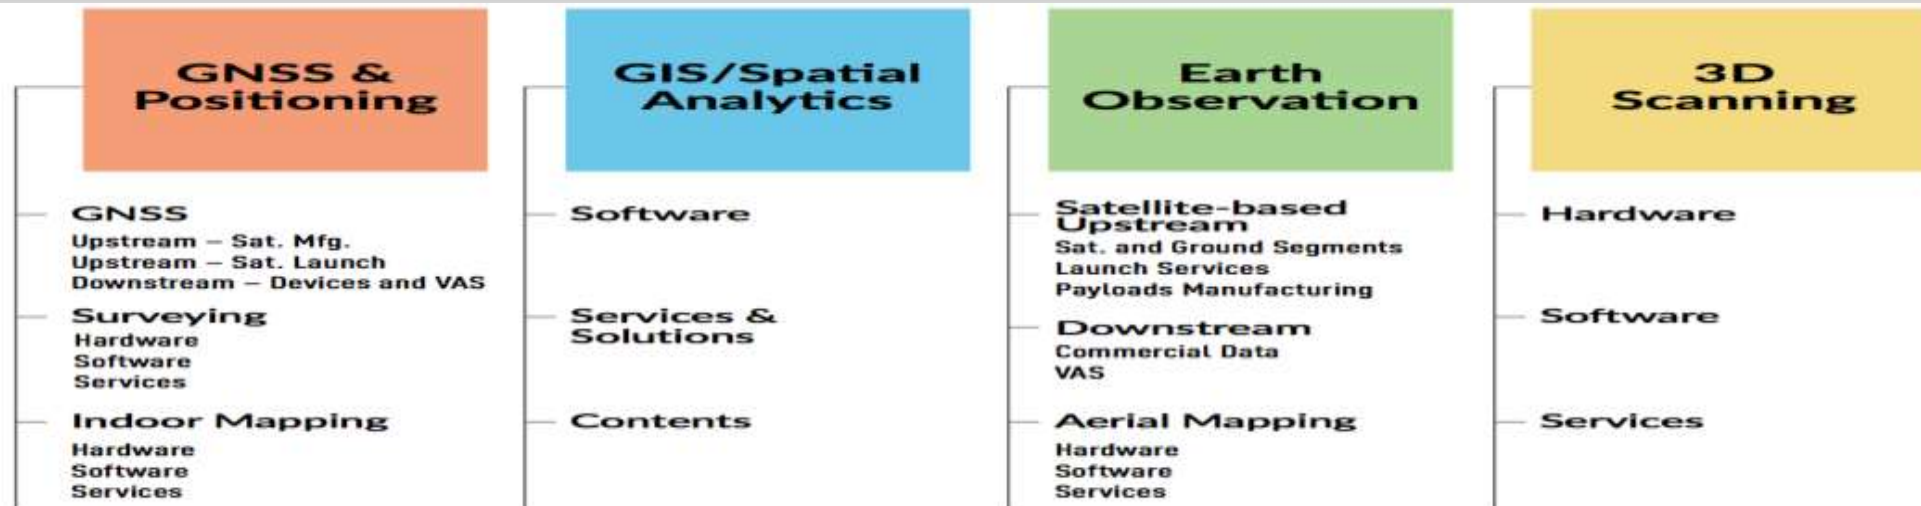 GNSS &
Positioning
GNSS
Upstream – Sat. Mfg.
Upstream – Sat. Launch
Downstream – Devices and VAS
Surveying
Hardware
Software
Services
Indoor Mapping
Hardware
Software
Services
GIS/Spatial
Analytics
Software
Services &
Solutions
Contents
Earth
Observation
Satellite-based
Upstream
Sat. and Ground Segments
Launch Services
Payloads Manufacturing
Downstream
Commercial Data
VAS
Aerial Mapping
Hardware
Software
Services
3D
Scanning
Hardware
Software
Services